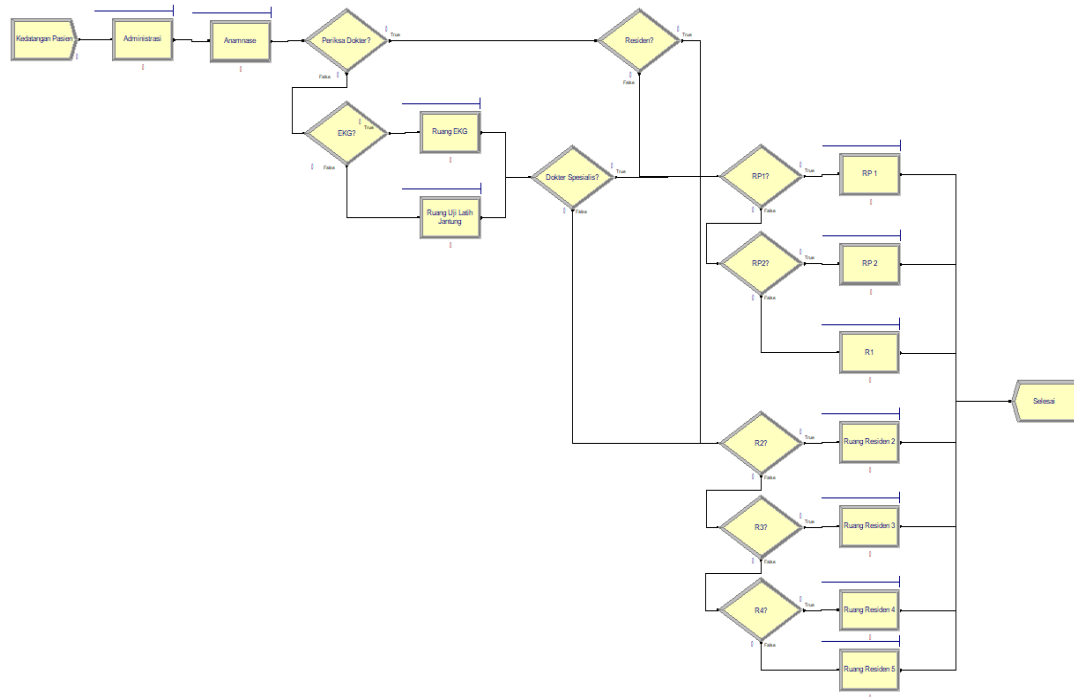 Kedatangan Pasien
Administrasi
Anamnase
Periksa Dokter?
True
False
Residen?
True
False
EKG?
True
False
Ruang EKG
Ruang Uji Latih
Jantung
Dokter Spesialis?
True
False
RP1?
True
False
RP 1
RP2?
True
False
RP 2
R1
Selesai
R2?
True
False
Ruang Residen 2
R3?
True
False
Ruang Residen 3
R4?
True
False
Ruang Residen 4
Ruang Residen 5